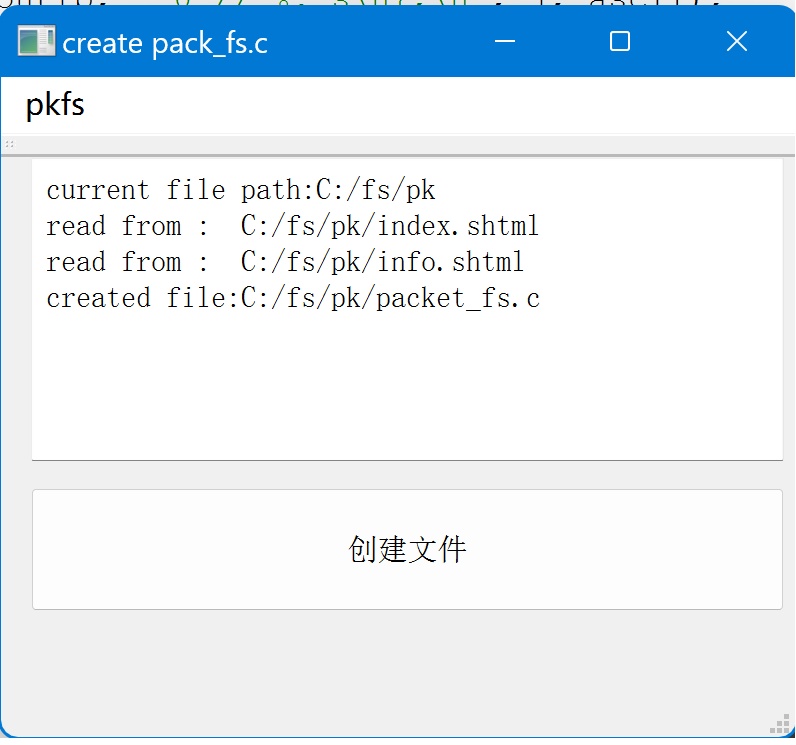 create pack_fs.c
pkfs
current file path:C:/fs/pk
read from :  C:/fs/pk/index.shtml
read from :  C:/fs/pk/info.shtml
created file:C:/fs/pk/packet_fs.c
创建文件